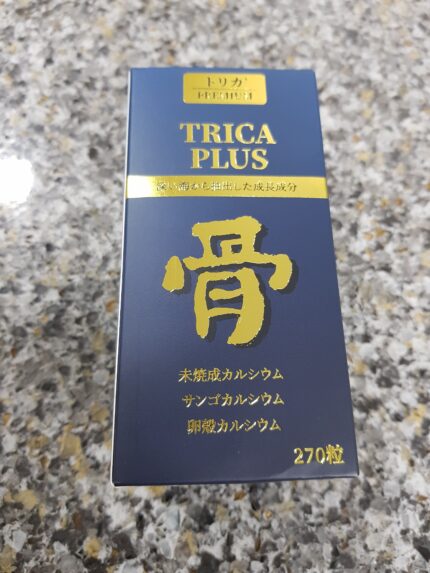 トリカ
PREMIUM
TRICA
PLUS
深い海から抽出した成長成分
骨
未焼成カルシウム
サンゴカルシウム
卵殻カルシウム
270粒